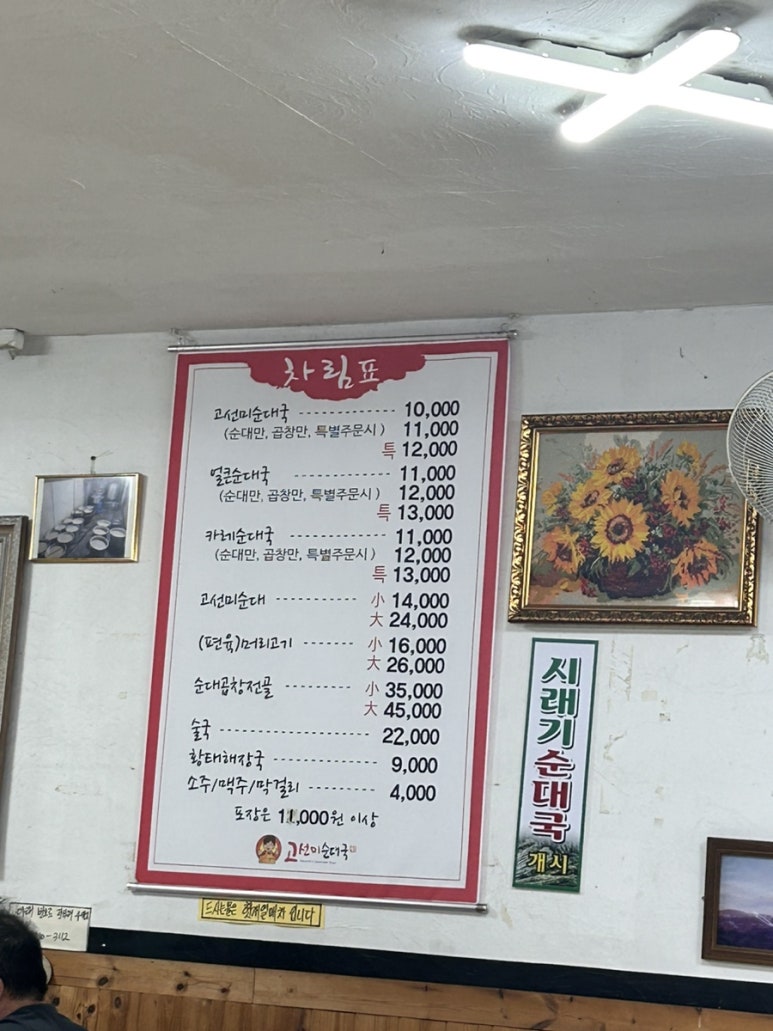 차림표
고선미순대국 ------------- 10,000
(순대만, 곱창만, 특별주문시) 11,000
특 12,000
얼큰순대국 ------------- 11,000
(순대만, 곱창만, 특별주문시) 12,000
특 13,000
카레순대국 ------------- 11,000
(순대만, 곱창만, 특별주문시) 12,000
특 13,000
고선미순대 ----------- 小 14,000
大 24,000
(편육)머리고기 ------- 小 16,000
大 26,000
순대곱창전골 --------- 小 35,000
大 45,000
술국 -------------------- 22,000
황태해장국 -------------- 9,000
소주/맥주/막걸리 --------- 4,000
포장은 11,000원 이상
고선미순대국
시래기순대국
개시
입니다
-3112